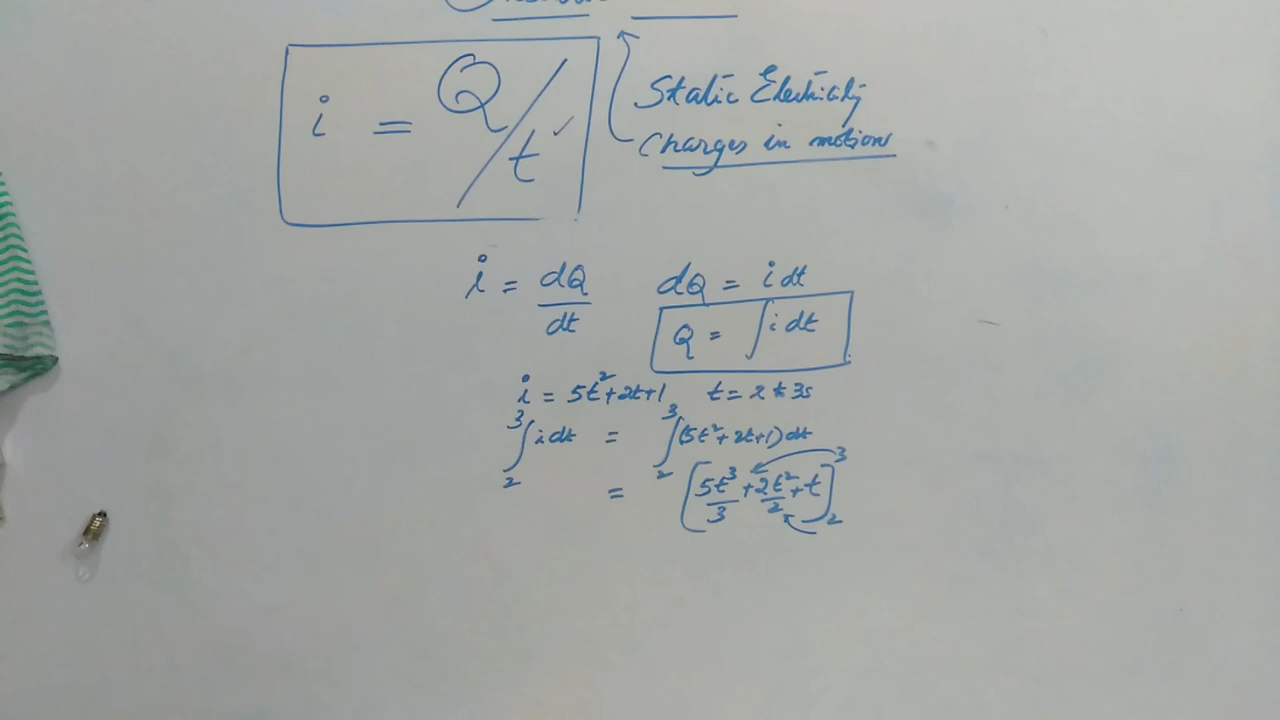 i = Q/t ✓
Static Electricity
Charges in motion
i = dQ/dt
dQ = i dt
Q = ∫i dt
i = 5t²+2t+1 t = 2 to 3s
∫₂³ i dt = ∫₂³ (5t²+2t+1) dt
= [5t³/3 + 2t²/2 + t]₂³